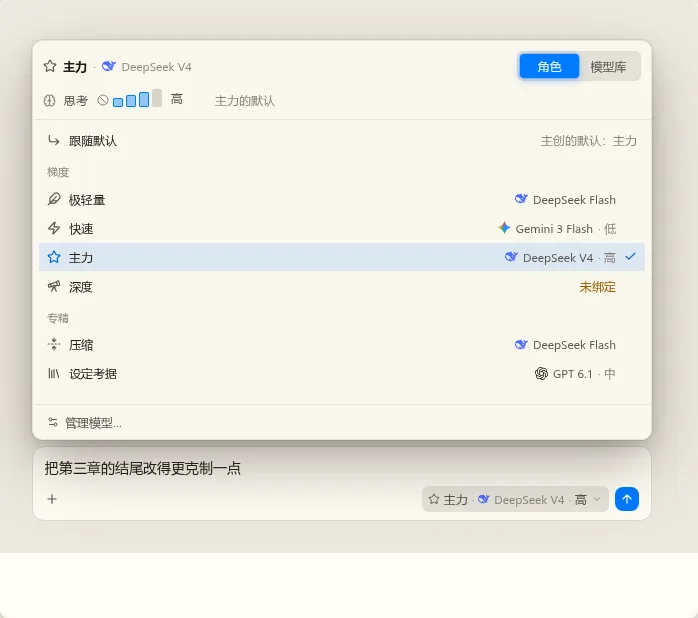 主力 · DeepSeek V4
角色 模型库
思考 高 主力的默认
跟随默认 主创的默认：主力
梯度
极轻量 DeepSeek Flash
快速 Gemini 3 Flash · 低
主力 DeepSeek V4 · 高
深度 未绑定
专精
压缩 DeepSeek Flash
设定考据 GPT 6.1 · 中
管理模型...
把第三章的结尾改得更克制一点
主力 · DeepSeek V4 · 高